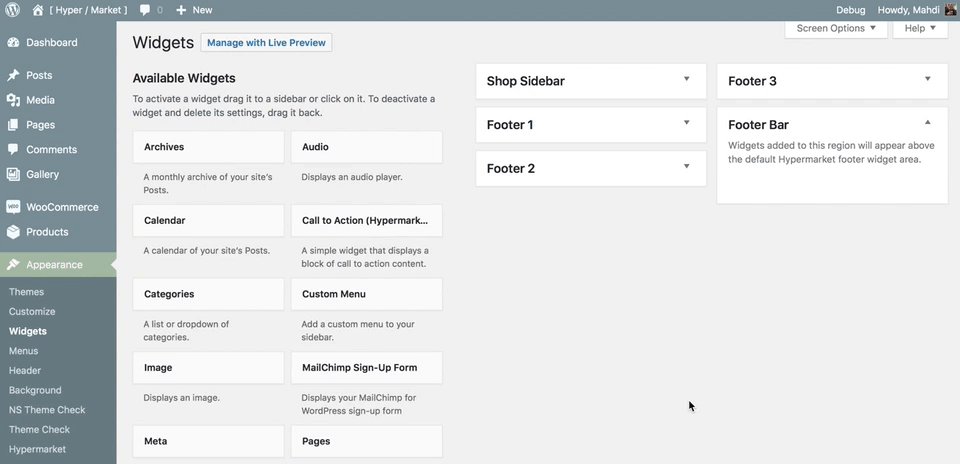 [ Hyper / Market ]
0
New
Debug
Howdy, Mahdi
Dashboard
Posts
Media
Pages
Comments
Gallery
WooCommerce
Products
Appearance
Themes
Customize
Widgets
Menus
Header
Background
NS Theme Check
Theme Check
Hypermarket
Screen Options
Help
Widgets
Manage with Live Preview
Available Widgets
To activate a widget drag it to a sidebar or click on it. To deactivate a
widget and delete its settings, drag it back.
Archives
A monthly archive of your site's
Posts.
Audio
Displays an audio player.
Calendar
A calendar of your site's Posts.
Call to Action (Hypermark...
A simple widget that displays a
block of call to action content.
Categories
A list or dropdown of
categories.
Custom Menu
Add a custom menu to your
sidebar.
Image
Displays an image.
MailChimp Sign-Up Form
Displays your MailChimp for
WordPress sign-up form
Meta
Pages
Shop Sidebar
Footer 1
Footer 2
Footer 3
Footer Bar
Widgets added to this region will appear above
the default Hypermarket footer widget area.